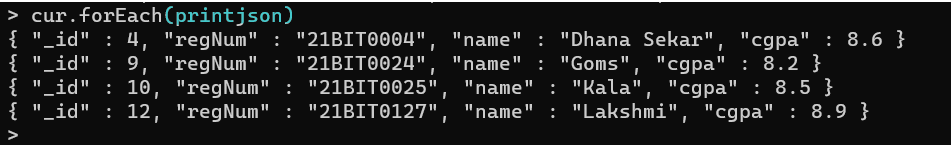 > cur.forEach(printjson)
{ "_id" : 4, "regNum" : "21BIT0004", "name" : "Dhana Sekar", "cgpa" : 8.6 }
{ "_id" : 9, "regNum" : "21BIT0024", "name" : "Goms", "cgpa" : 8.2 }
{ "_id" : 10, "regNum" : "21BIT0025", "name" : "Kala", "cgpa" : 8.5 }
{ "_id" : 12, "regNum" : "21BIT0127", "name" : "Lakshmi", "cgpa" : 8.9 }
>